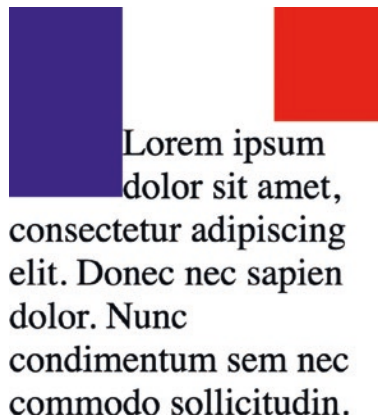 Lorem ipsum
dolor sit amet,
consectetur adipiscing
elit. Donec nec sapien
dolor. Nunc
condimentum sem nec
commodo sollicitudin.